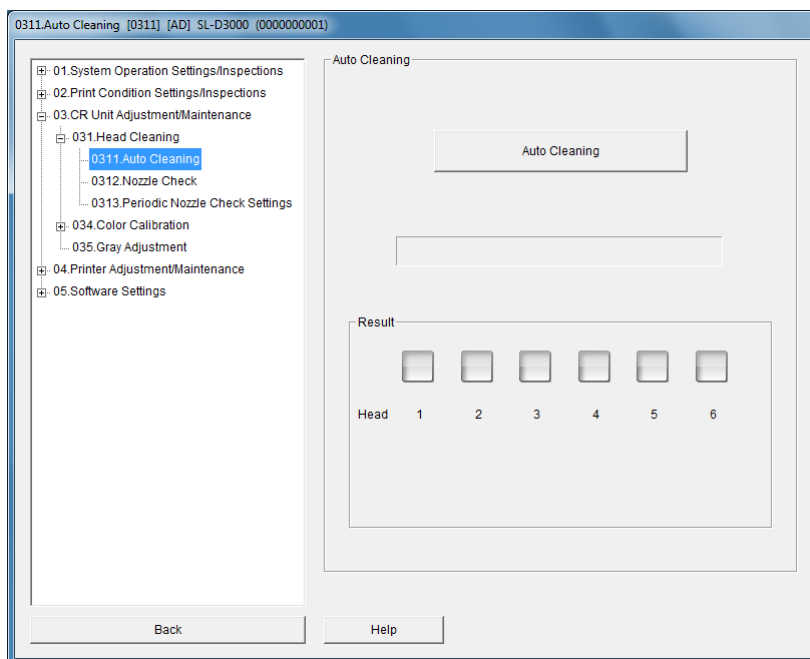 0311.Auto Cleaning [0311] [AD] SL-D3000 (0000000001)
01.System Operation Settings/Inspections
02.Print Condition Settings/Inspections
03.CR Unit Adjustment/Maintenance
031.Head Cleaning
0311.Auto Cleaning
0312.Nozzle Check
0313.Periodic Nozzle Check Settings
034.Color Calibration
035.Gray Adjustment
04.Printer Adjustment/Maintenance
05.Software Settings
Back
Auto Cleaning
Auto Cleaning
Result
Head 1 2 3 4 5 6
Help